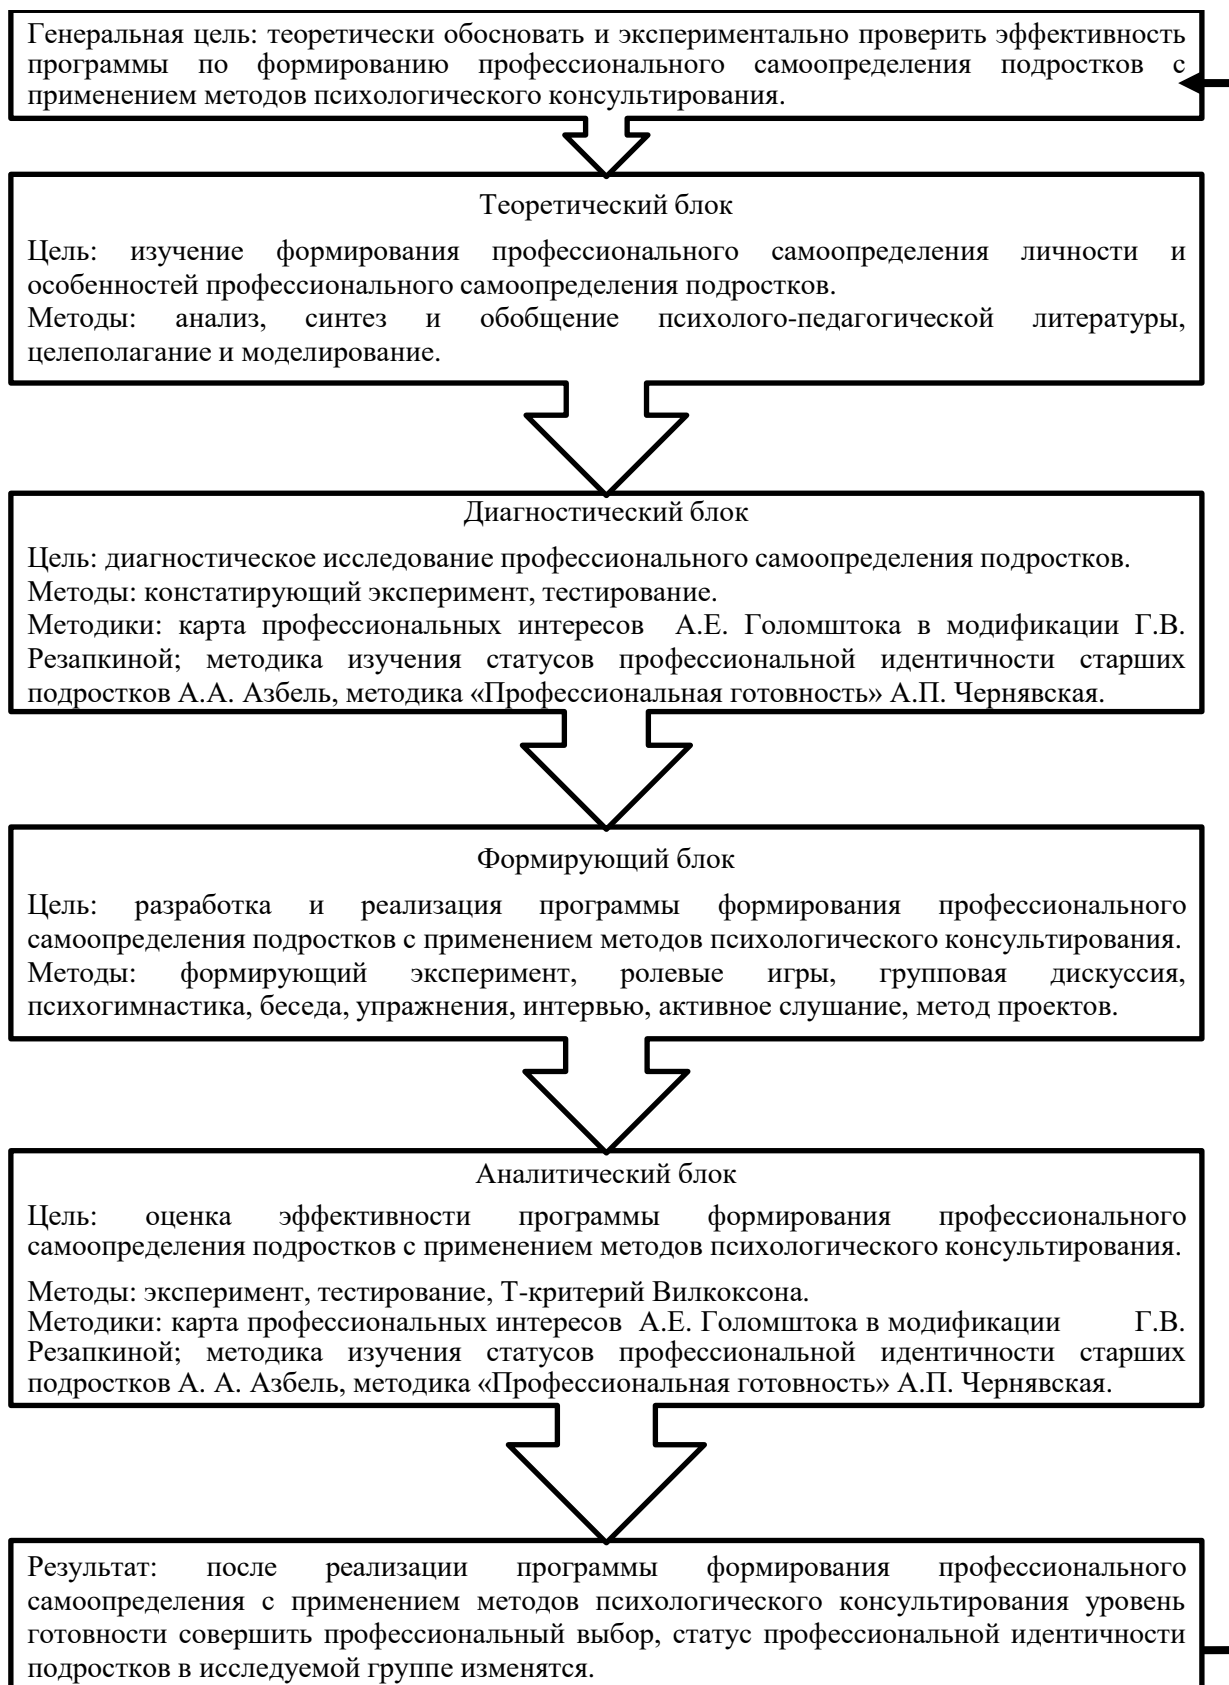 Генеральная цель: теоретически обосновать и экспериментально проверить эффективность
программы по формированию профессионального самоопределения подростков с
применением методов психологического консультирования.
Теоретический блок
Цель: изучение формирования профессионального самоопределения личности и
особенностей профессионального самоопределения подростков.
Методы: анализ, синтез и обобщение психолого-педагогической литературы,
целеполагание и моделирование.
Диагностический блок
Цель: диагностическое исследование профессионального самоопределения подростков.
Методы: констатирующий эксперимент, тестирование.
Методики: карта профессиональных интересов А.Е. Голомштока в модификации Г.В.
Резапкиной; методика изучения статусов профессиональной идентичности старших
подростков А.А. Азбель, методика «Профессиональная готовность» А.П. Чернявская.
Формирующий блок
Цель: разработка и реализация программы формирования профессионального
самоопределения подростков с применением методов психологического консультирования.
Методы: формирующий эксперимент, ролевые игры, групповая дискуссия,
психогимнастика, беседа, упражнения, интервью, активное слушание, метод проектов.
Аналитический блок
Цель: оценка эффективности программы формирования профессионального
самоопределения подростков с применением методов психологического консультирования.
Методы: эксперимент, тестирование, Т-критерий Вилкоксона.
Методики: карта профессиональных интересов А.Е. Голомштока в модификации Г.В.
Резапкиной; методика изучения статусов профессиональной идентичности старших
подростков А. А. Азбель, методика «Профессиональная готовность» А.П. Чернявская.
Результат: после реализации программы формирования профессионального
самоопределения с применением методов психологического консультирования уровень
готовности совершить профессиональный выбор, статус профессиональной идентичности
подростков в исследуемой группе изменятся.